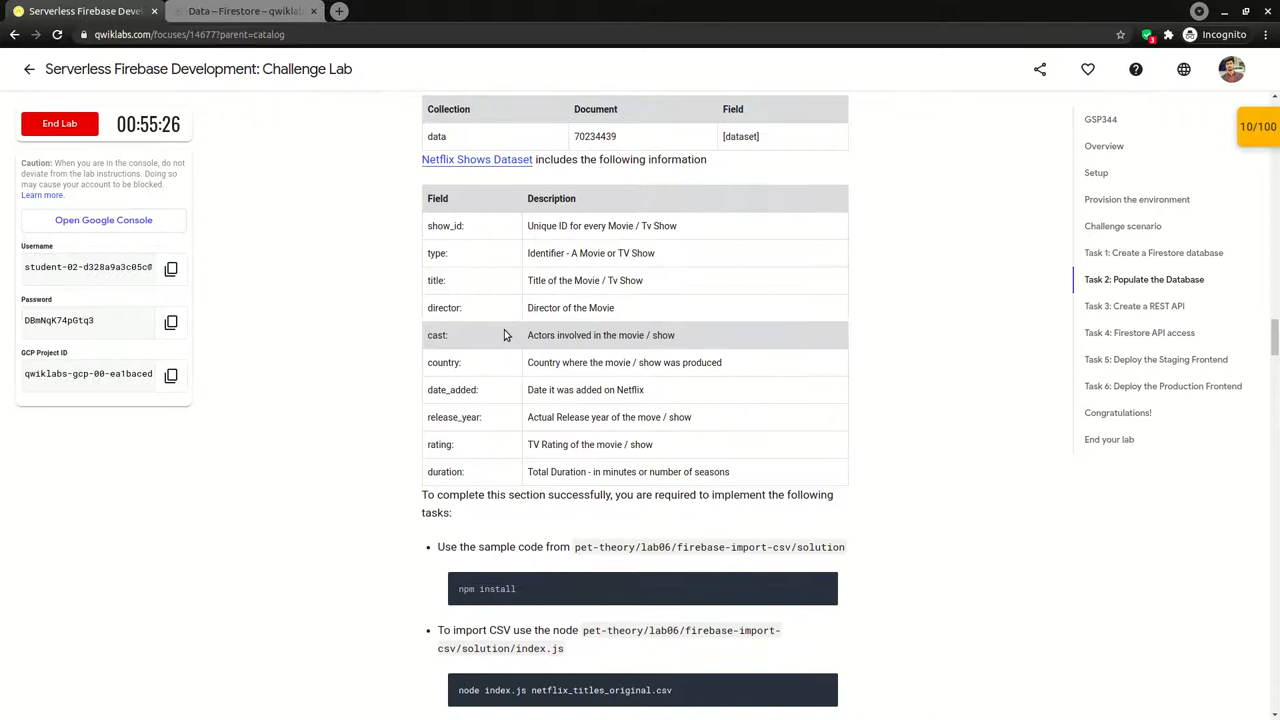 Serverless Firebase Devel
Data – Firestore – qwiklabs
Incognito
qwiklabs.com/focuses/14677?parent=catalog
3
Serverless Firebase Development: Challenge Lab
End Lab
00:55:26
Caution: When you are in the console, do not
deviate from the lab instructions. Doing so
may cause your account to be blocked.
Learn more.
Open Google Console
Username
student-02-d328a9a3c05c@
Password
DBmNqK74pGtq3
GCP Project ID
qwiklabs-gcp-00-ea1baced
Collection Document Field
data 70234439 [dataset]
Netflix Shows Dataset includes the following information
Field Description
show_id: Unique ID for every Movie / Tv Show
type: Identifier - A Movie or TV Show
title: Title of the Movie / Tv Show
director: Director of the Movie
cast: Actors involved in the movie / show
country: Country where the movie / show was produced
date_added: Date it was added on Netflix
release_year: Actual Release year of the move / show
rating: TV Rating of the movie / show
duration: Total Duration - in minutes or number of seasons
To complete this section successfully, you are required to implement the following
tasks:
• Use the sample code from pet-theory/lab06/firebase-import-csv/solution
npm install
• To import CSV use the node pet-theory/lab06/firebase-import-
csv/solution/index.js
node index.js netflix_titles_original.csv
GSP344
Overview
Setup
Provision the environment
Challenge scenario
Task 1: Create a Firestore database
Task 2: Populate the Database
Task 3: Create a REST API
Task 4: Firestore API access
Task 5: Deploy the Staging Frontend
Task 6: Deploy the Production Frontend
Congratulations!
End your lab
10/100